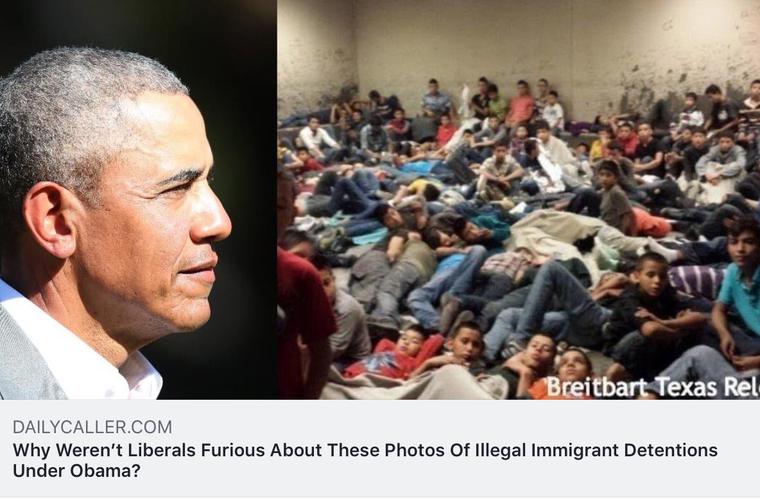 Breitbart Texas Rel
DAILYCALLER.COM
Why Weren’t Liberals Furious About These Photos Of Illegal Immigrant Detentions
Under Obama?